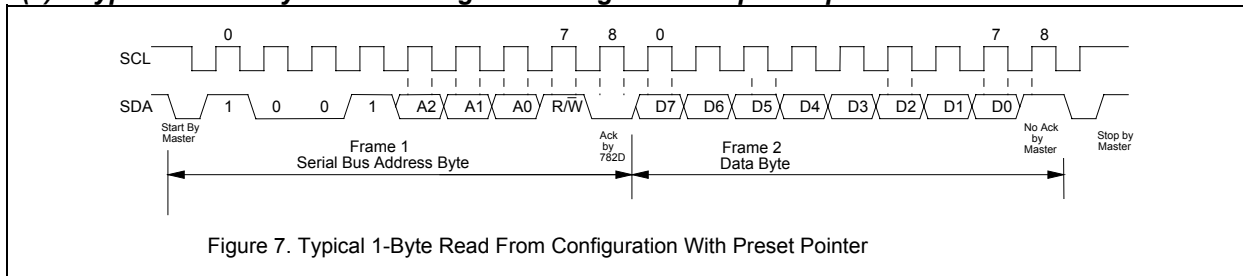 0 7 8 0 7 8
SCL
SDA 1 0 0 1 A2 A1 A0 R/W D7 D6 D5 D4 D3 D2 D1 D0
Start By
Master
Ack
by
782D
No Ack
by
Master
Stop by
Master
Frame 1
Serial Bus Address Byte
Frame 2
Data Byte
Figure 7. Typical 1-Byte Read From Configuration With Preset Pointer